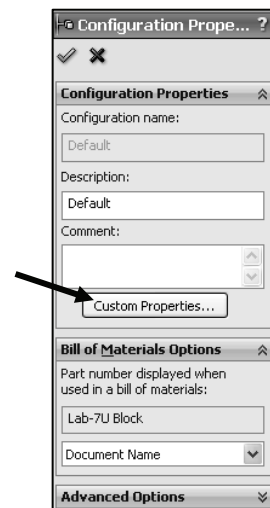 Configuration Prope... ?
Configuration Properties
Configuration name:
Default
Description:
Default
Comment:
Custom Properties...
Bill of Materials Options
Part number displayed when
used in a bill of materials:
Lab-7U Block
Document Name
Advanced Options